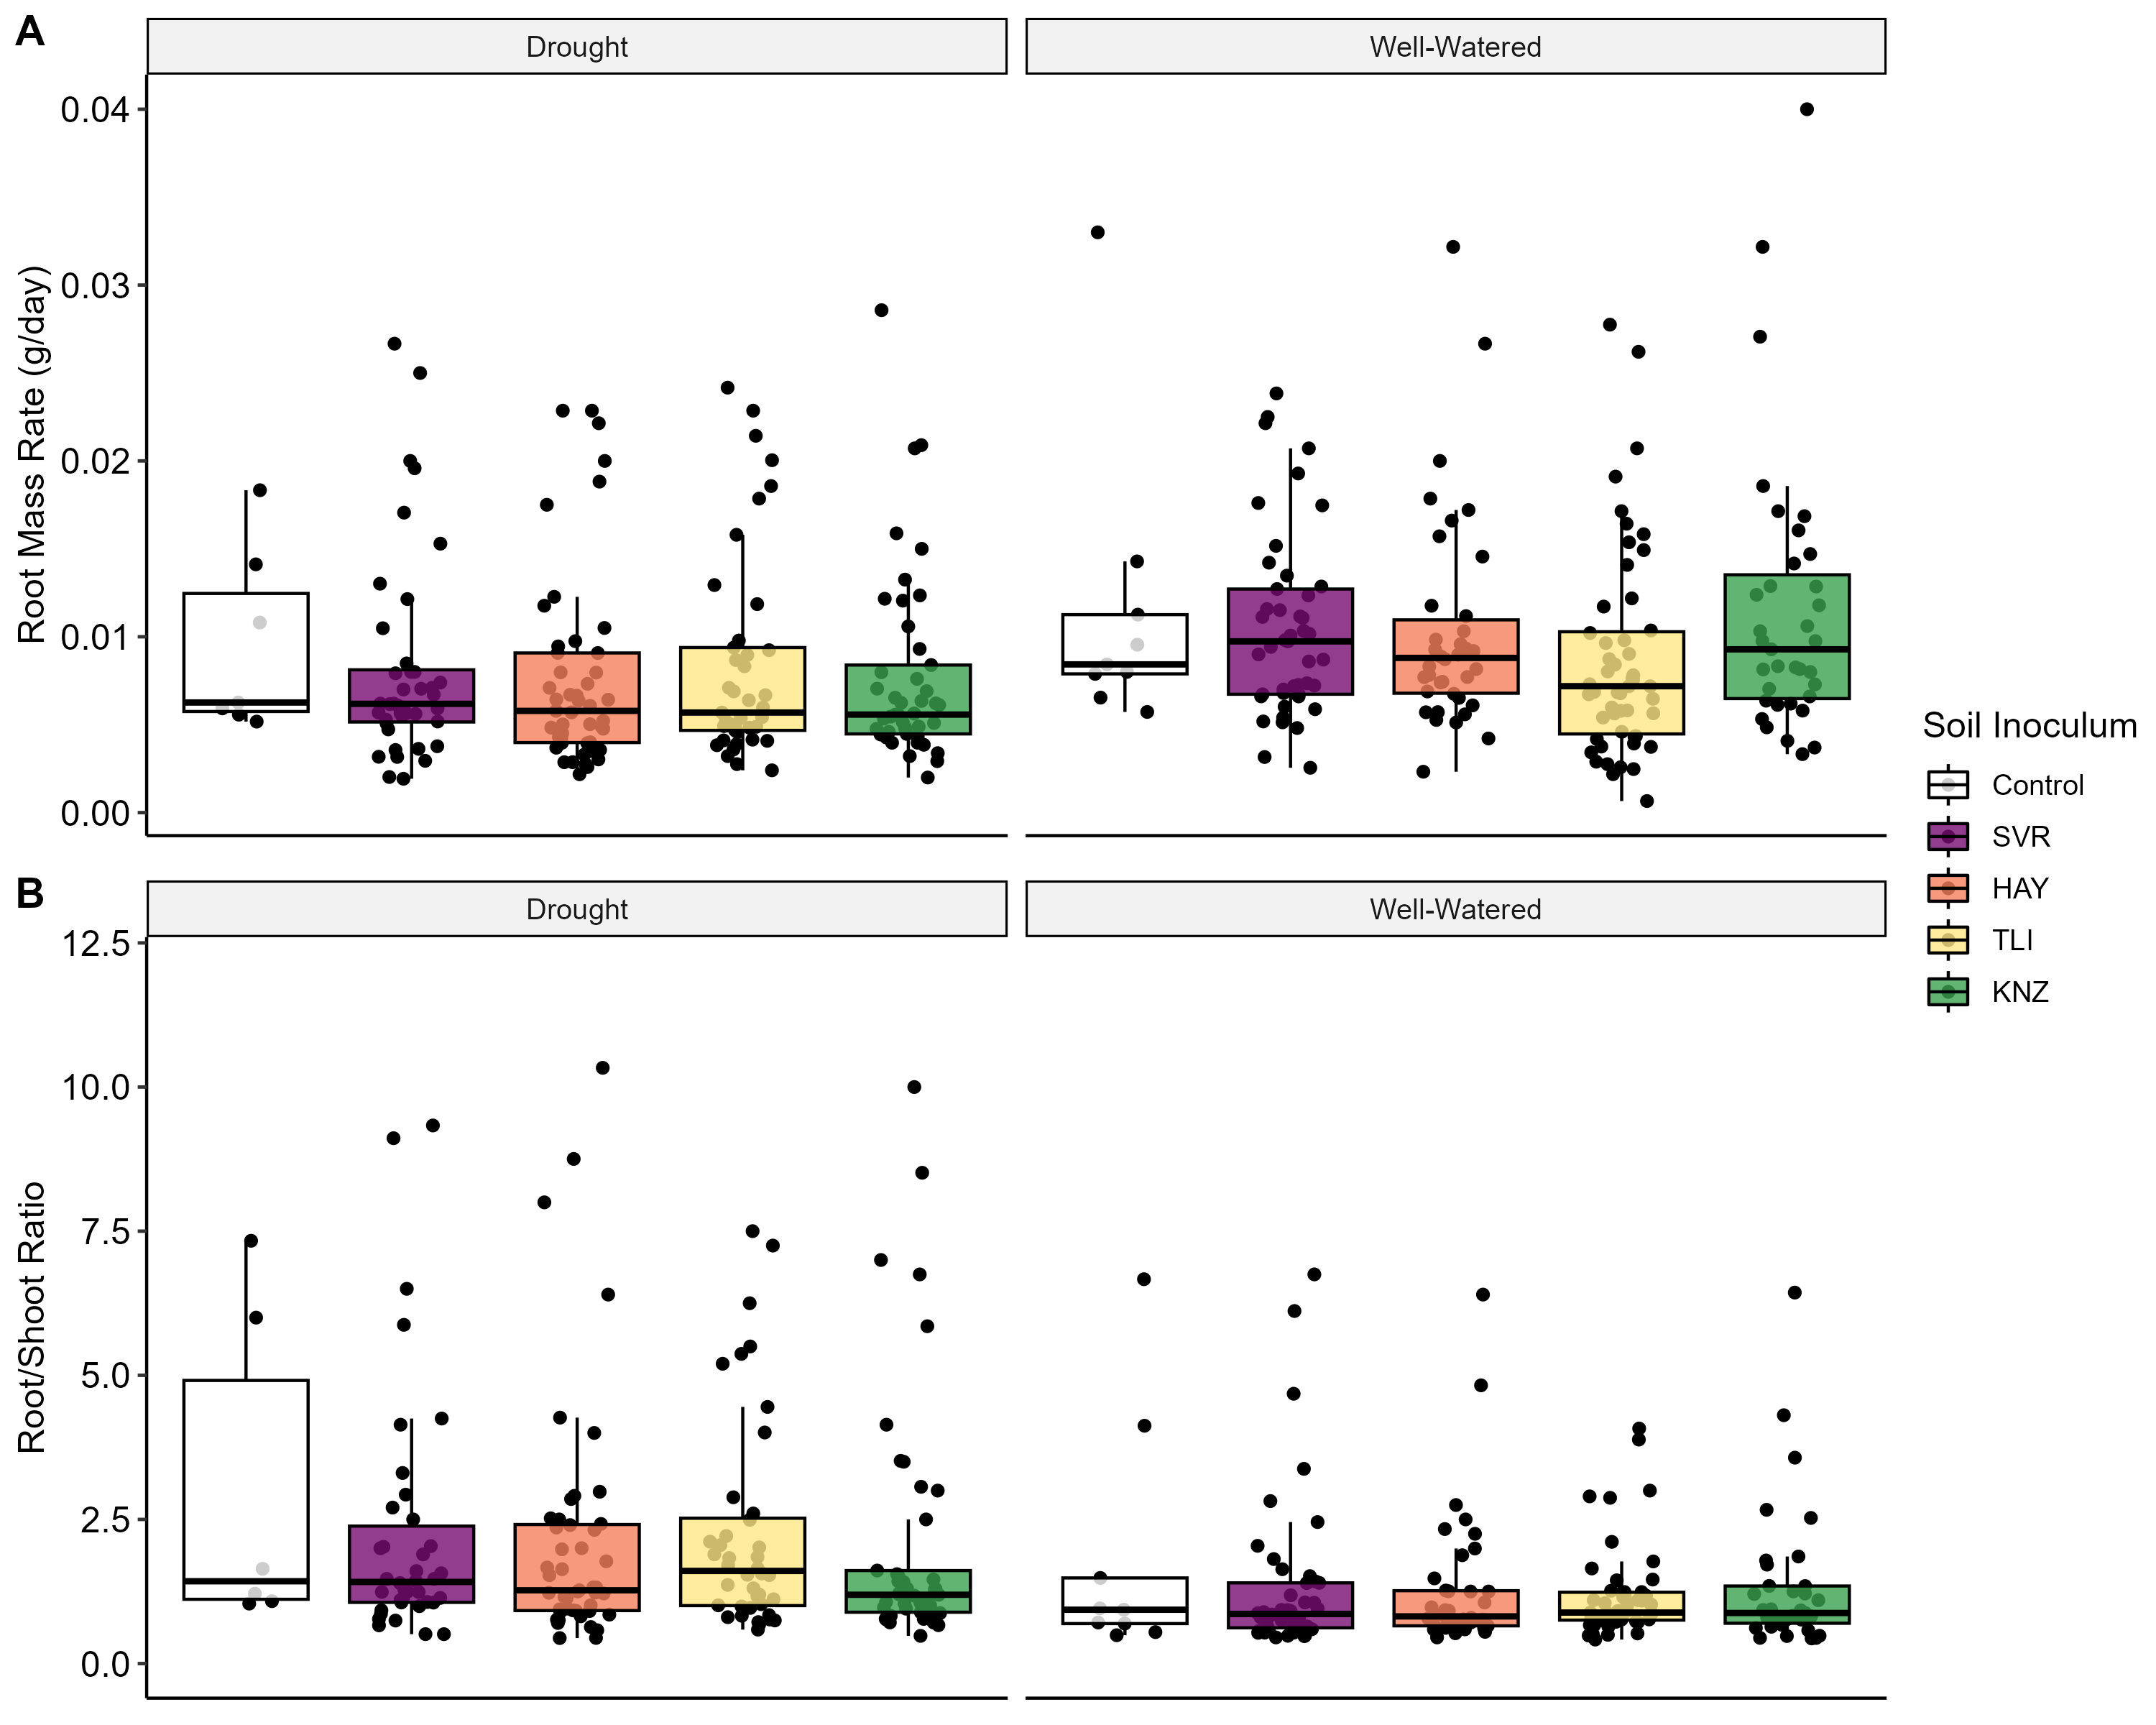 A
Drought
Well-Watered
0.04
0.03
0.02
0.01
0.00
Root Mass Rate (g/day)
Soil Inoculum
Control
SVR
HAY
TLI
KNZ
B
Drought
Well-Watered
12.5
10.0
7.5
5.0
2.5
0.0
Root/Shoot Ratio